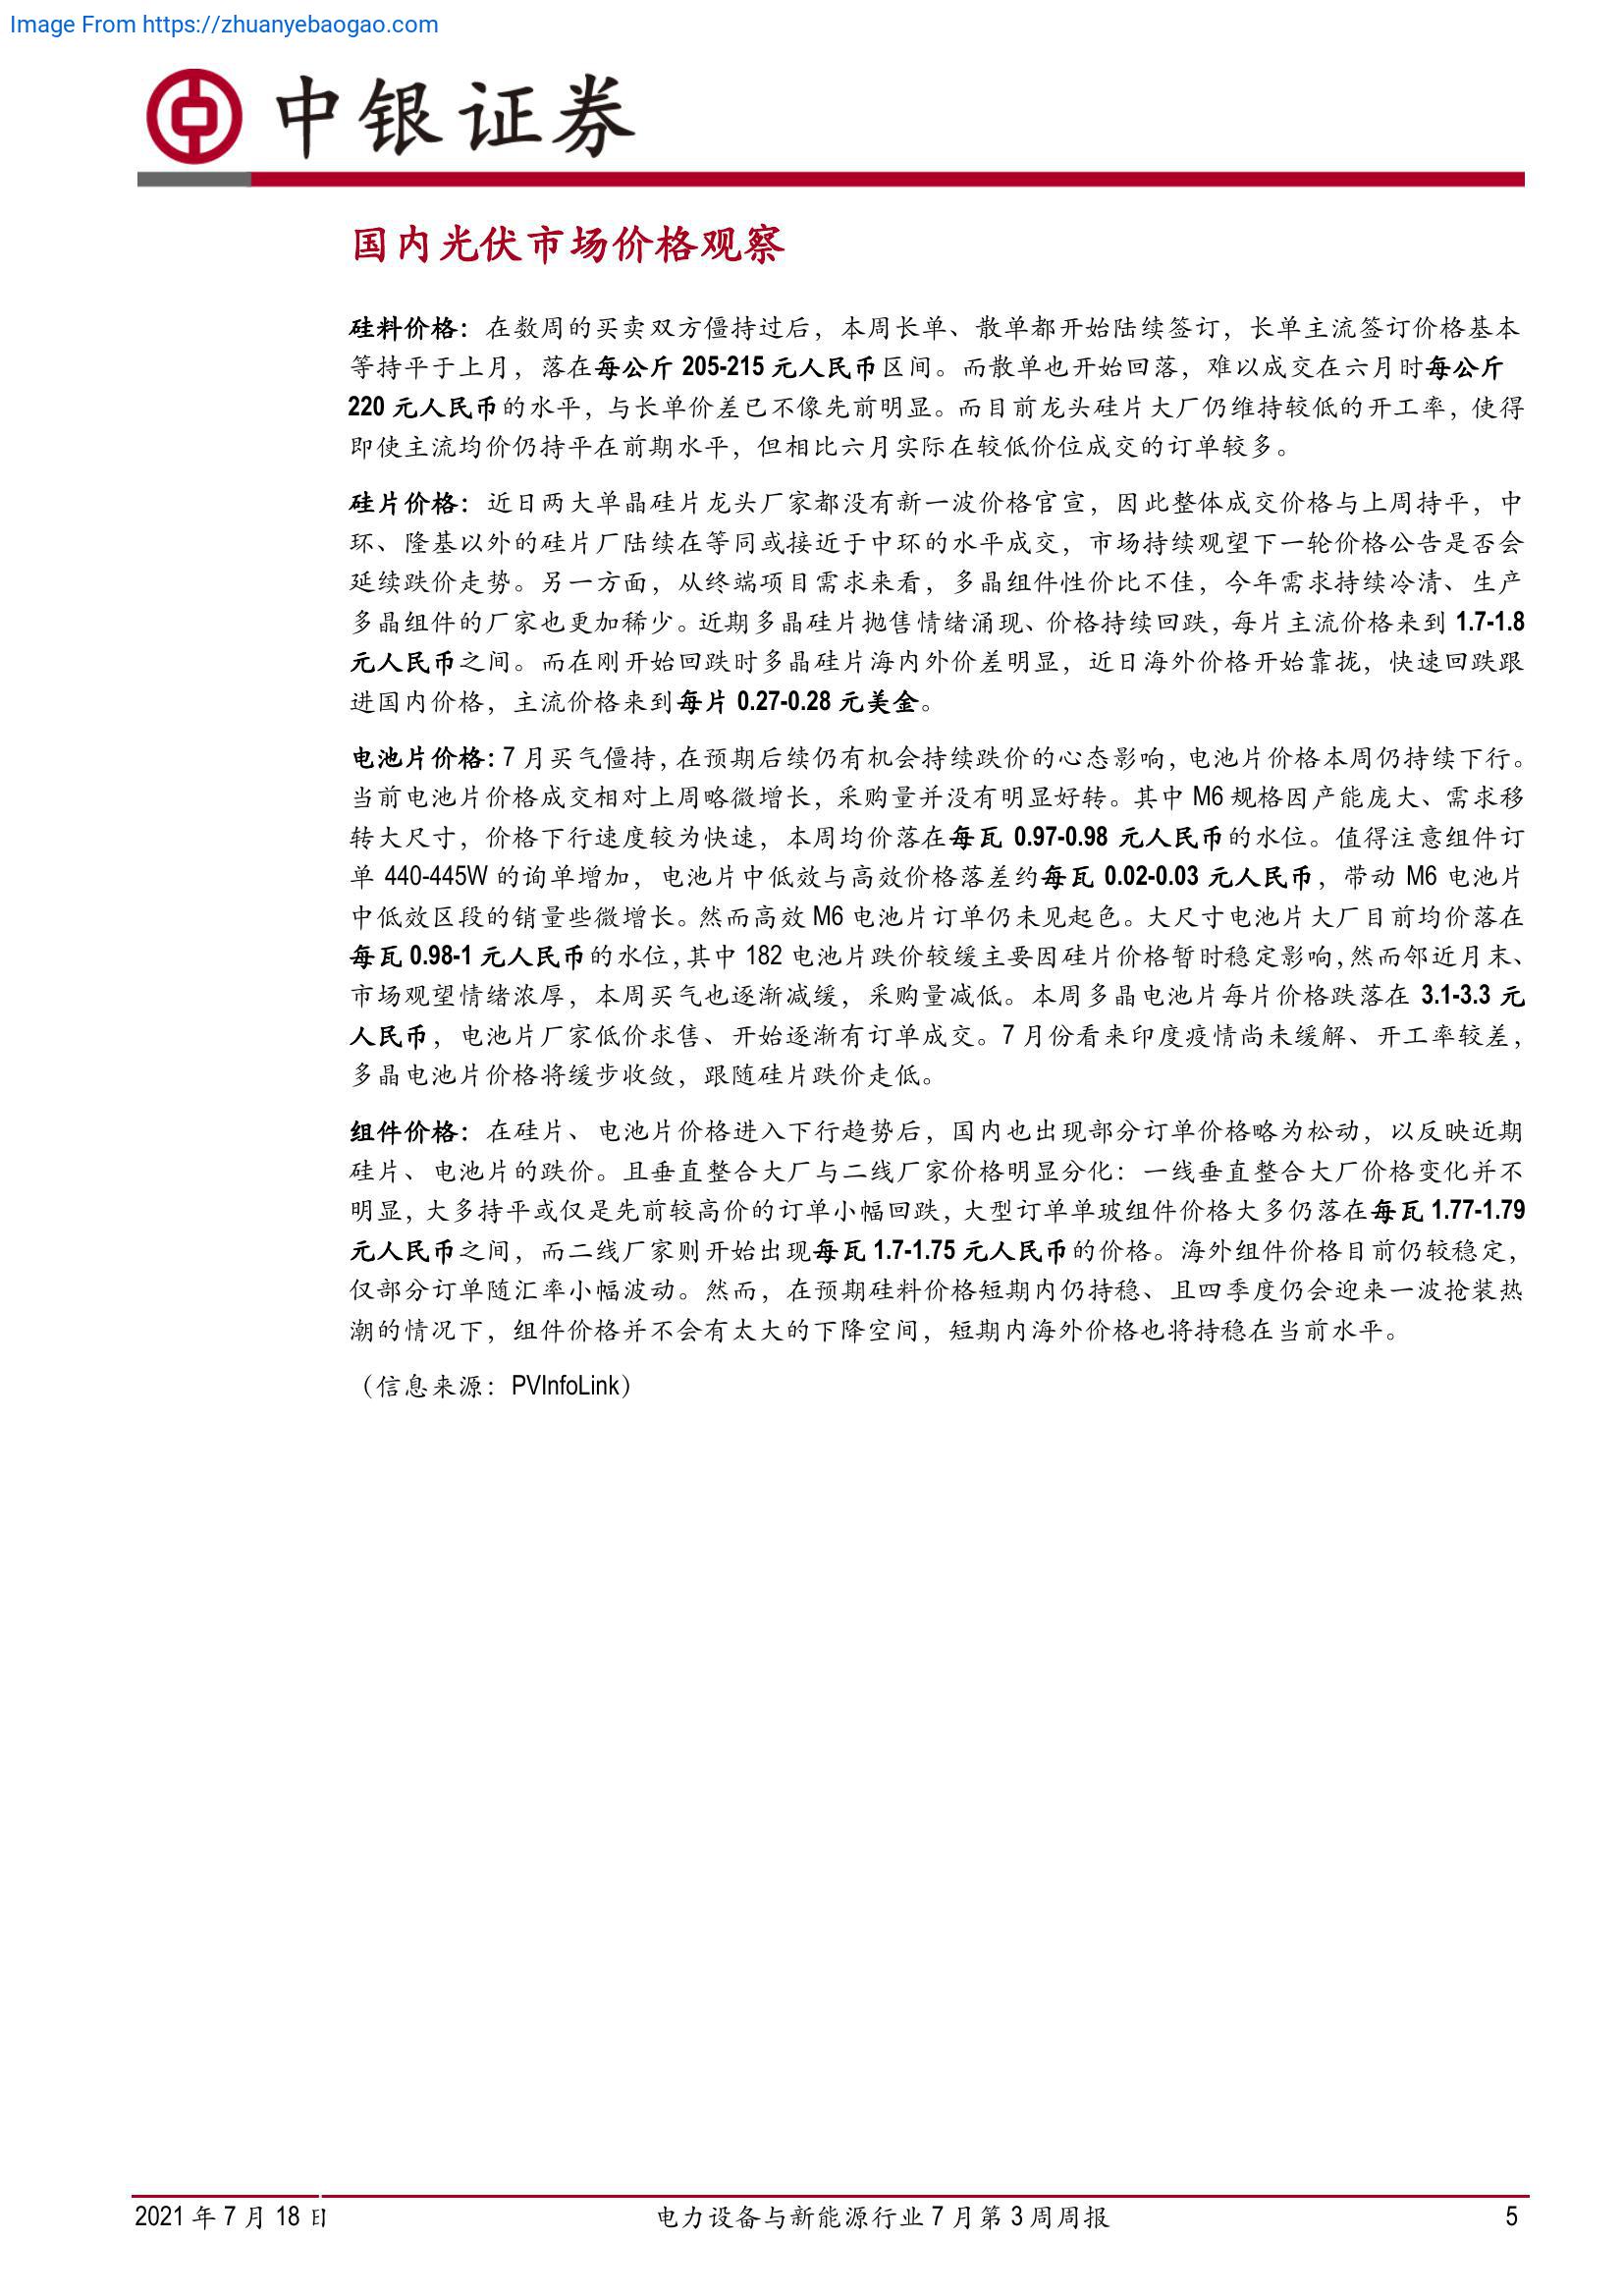 Image From https://zhuanyebaogao.com
中银证券
国内光伏市场价格观察
硅料价格：在数周的买卖双方僵持过后，本周长单、散单都开始陆续签订，长单主流签订价格基本
等持平于上月，落在每公斤 205-215 元人民币区间。而散单也开始回落，难以成交在六月时每公斤
220 元人民币的水平，与长单价差已不像先前明显。而目前龙头硅片大厂仍维持较低的开工率，使得
即使主流均价仍持平在前期水平，但相比六月实际在较低价位成交的订单较多。
硅片价格：近日两大单晶硅片龙头厂家都没有新一波价格官宣，因此整体成交价格与上周持平，中
环、隆基以外的硅片厂陆续在等同或接近于中环的水平成交，市场持续观望下一轮价格公告是否会
延续跌价走势。另一方面，从终端项目需求来看，多晶组件性价比不佳，今年需求持续冷清、生产
多晶组件的厂家也更加稀少。近期多晶硅片抛售情绪涌现、价格持续回跌，每片主流价格来到 1.7-1.8
元人民币之间。而在刚开始回跌时多晶硅片海内外价差明显，近日海外价格开始靠拢，快速回跌跟
进国内价格，主流价格来到每片 0.27-0.28 元美金。
电池片价格：7 月买气僵持，在预期后续仍有机会持续跌价的心态影响，电池片价格本周仍持续下行。
当前电池片价格成交相对上周略微增长，采购量并没有明显好转。其中 M6 规格因产能庞大、需求移
转大尺寸，价格下行速度较为快速，本周均价落在每瓦 0.97-0.98 元人民币的水位。值得注意组件订
单 440-445W 的询单增加，电池片中低效与高效价格落差约每瓦 0.02-0.03 元人民币，带动 M6 电池片
中低效区段的销量些微增长。然而高效 M6 电池片订单仍未见起色。大尺寸电池片大厂目前均价落在
每瓦 0.98-1 元人民币的水位，其中 182 电池片跌价较缓主要因硅片价格暂时稳定影响，然而邻近月末、
市场观望情绪浓厚，本周买气也逐渐减缓，采购量减低。本周多晶电池片每片价格跌落在 3.1-3.3 元
人民币，电池片厂家低价求售、开始逐渐有订单成交。7 月份看来印度疫情尚未缓解、开工率较差，
多晶电池片价格将缓步收敛，跟随硅片跌价走低。
组件价格：在硅片、电池片价格进入下行趋势后，国内也出现部分订单价格略为松动，以反映近期
硅片、电池片的跌价。且垂直整合大厂与二线厂家价格明显分化：一线垂直整合大厂价格变化并不
明显，大多持平或仅是先前较高价的订单小幅回跌，大型订单单玻组件价格大多仍落在每瓦 1.77-1.79
元人民币之间，而二线厂家则开始出现每瓦 1.7-1.75 元人民币的价格。海外组件价格目前仍较稳定，
仅部分订单随汇率小幅波动。然而，在预期硅料价格短期内仍持稳、且四季度仍会迎来一波抢装热
潮的情况下，组件价格并不会有太大的下降空间，短期内海外价格也将持稳在当前水平。
（信息来源：PVInfoLink）
2021 年 7 月 18 日 电力设备与新能源行业 7 月第 3 周周报 5